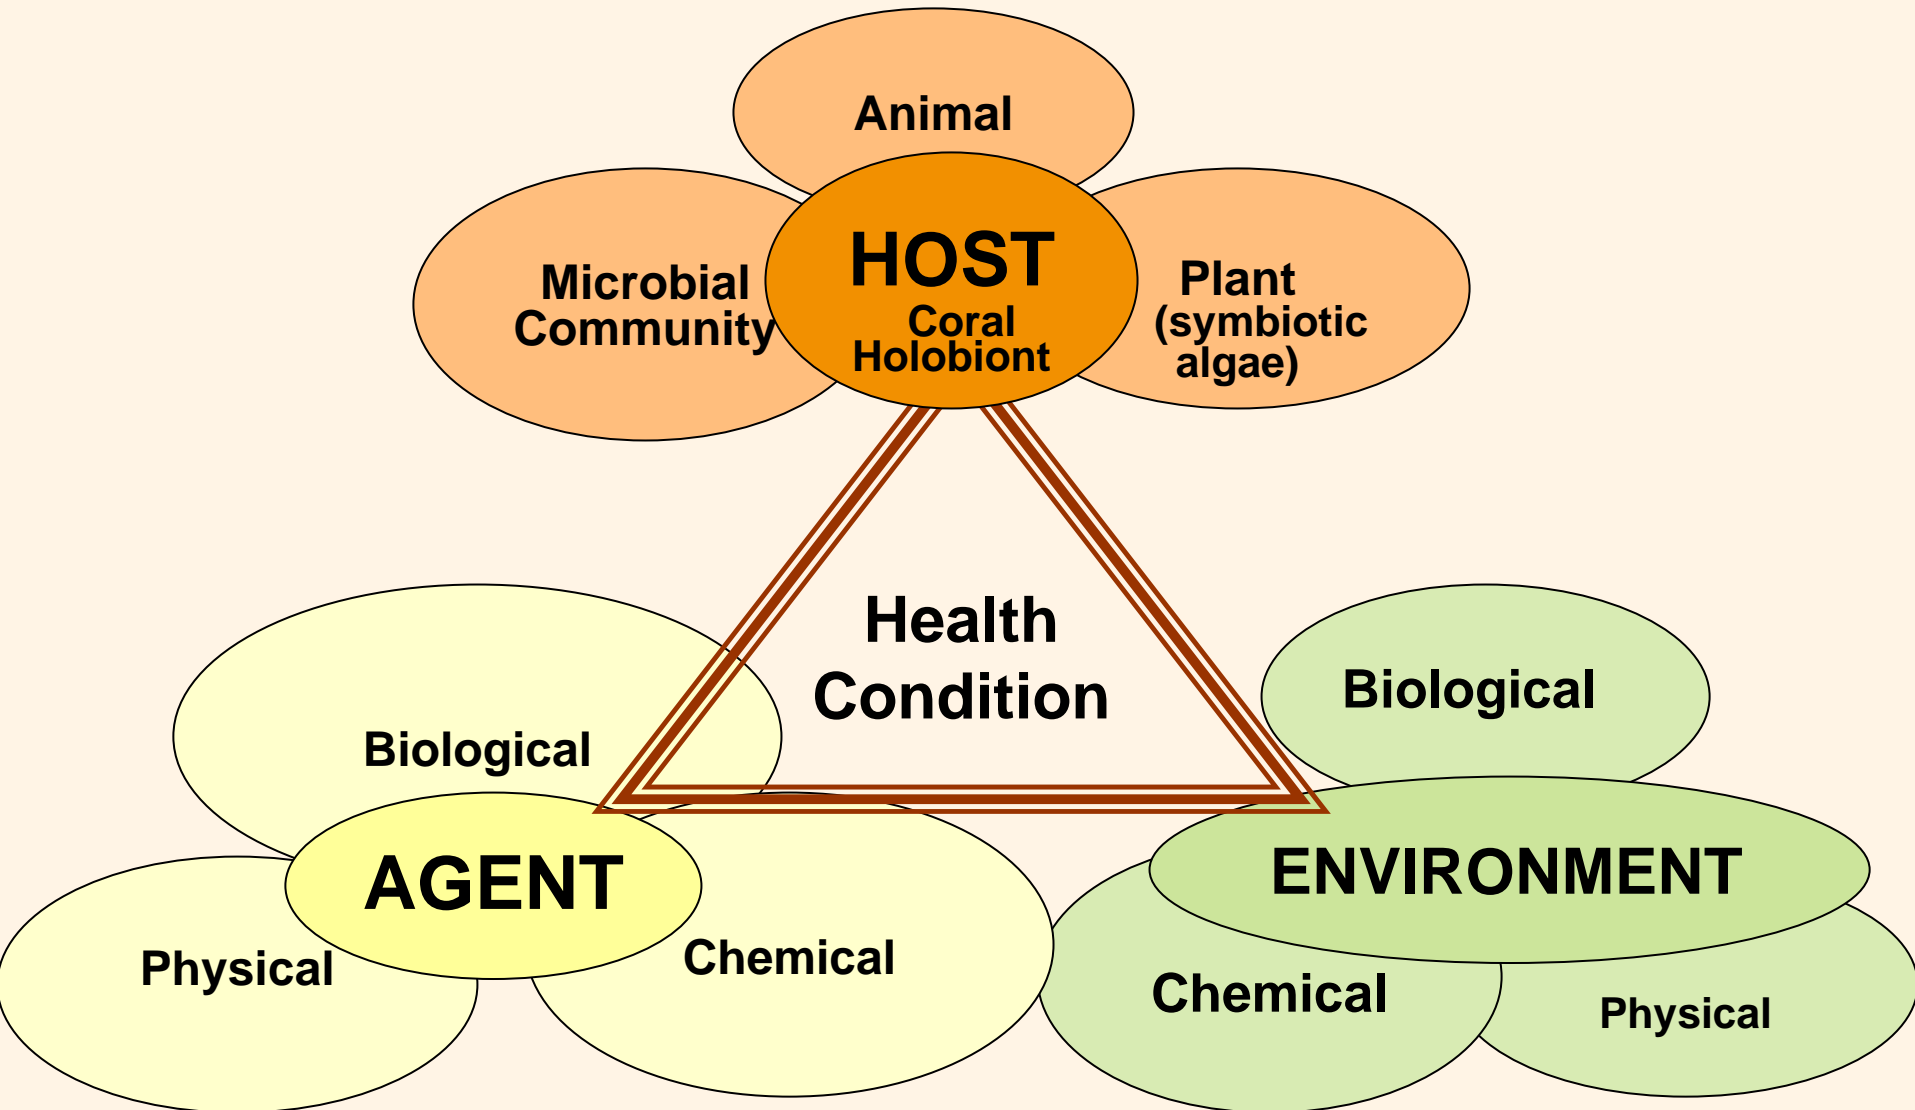 Animal
HOST
Coral
Holobiont
Microbial
Community
Plant
(symbiotic
algae)
Health
Condition
Biological
AGENT
Physical
Chemical
Biological
ENVIRONMENT
Chemical
Physical